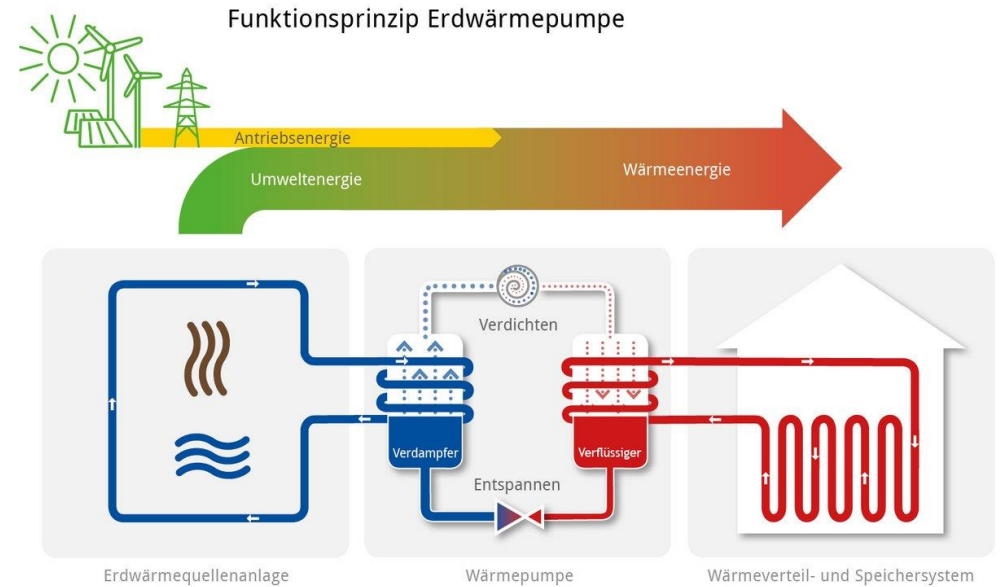 Funktionsprinzip Erdwärmepumpe
Antriebsenergie
Umweltenergie
Wärmeenergie
Verdichten
Verdampfer
Verflüssiger
Entspannen
Erdwärmequellenanlage
Wärmepumpe
Wärmeverteil- und Speichersystem